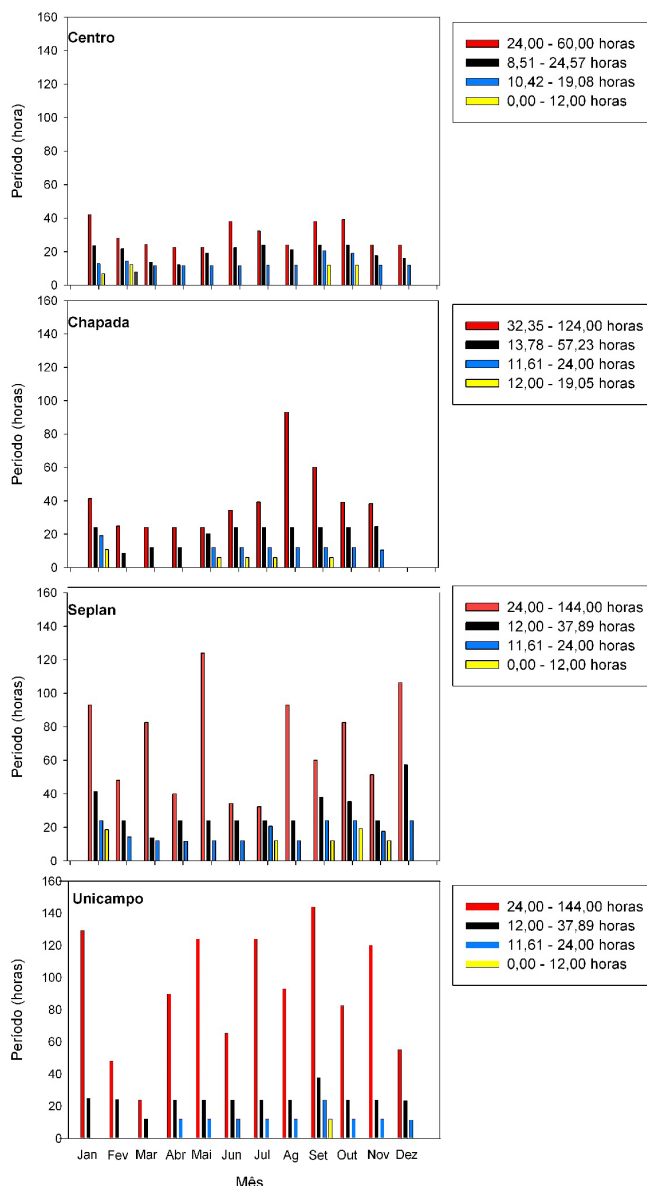 Centro
Período (hora)
160
140
120
100
80
60
40
20
0
24,00 - 60,00 horas
8,51 - 24,57 horas
10,42 - 19,08 horas
0,00 - 12,00 horas
Chapada
Período (horas)
160
140
120
100
80
60
40
20
0
32,35 - 124,00 horas
13,78 - 57,23 horas
11,61 - 24,00 horas
12,00 - 19,05 horas
Seplan
Período (horas)
160
140
120
100
80
60
40
20
0
24,00 - 144,00 horas
12,00 - 37,89 horas
11,61 - 24,00 horas
0,00 - 12,00 horas
Unicampo
Período (horas)
160
140
120
100
80
60
40
20
0
24,00 - 144,00 horas
12,00 - 37,89 horas
11,61 - 24,00 horas
0,00 - 12,00 horas
Jan Fev Mar Abr Mai Jun Jul Ag Set Out Nov Dez
Mês